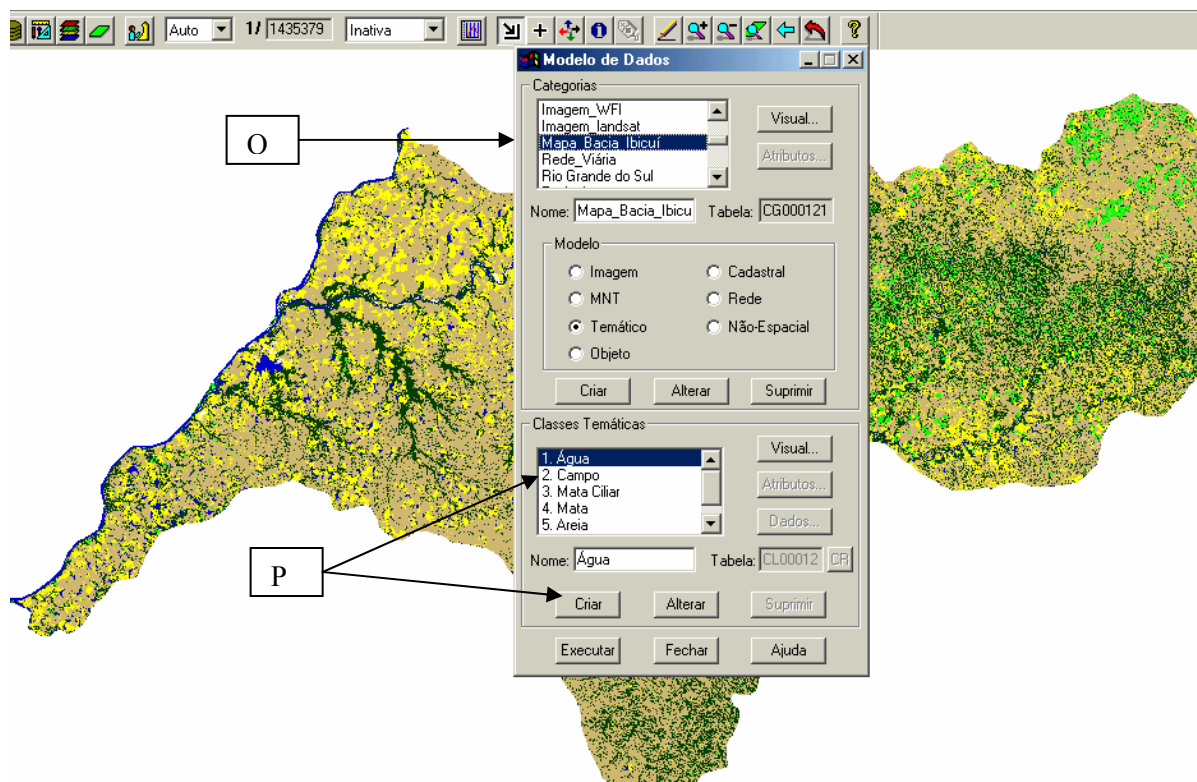 Auto 1/ 1435379 Inativa ?
Modelo de Dados
Categorias
Imagem_WFI
Imagem_landsat
Mapa_Bacia_Ibicuí
Rede_Viária
Rio Grande do Sul
Visual...
Atributos...
Nome: Mapa_Bacia_Ibicu Tabela: CG000121
Modelo
Imagem Cadastral
MNT Rede
Temático Não-Espacial
Objeto
Criar Alterar Suprimir
Classes Temáticas
1. Água
2. Campo
3. Mata Ciliar
4. Mata
5. Areia
Visual...
Atributos...
Dados...
Nome: Água Tabela: CL00012 CR
Criar Alterar Suprimir
Executar Fechar Ajuda
O
P